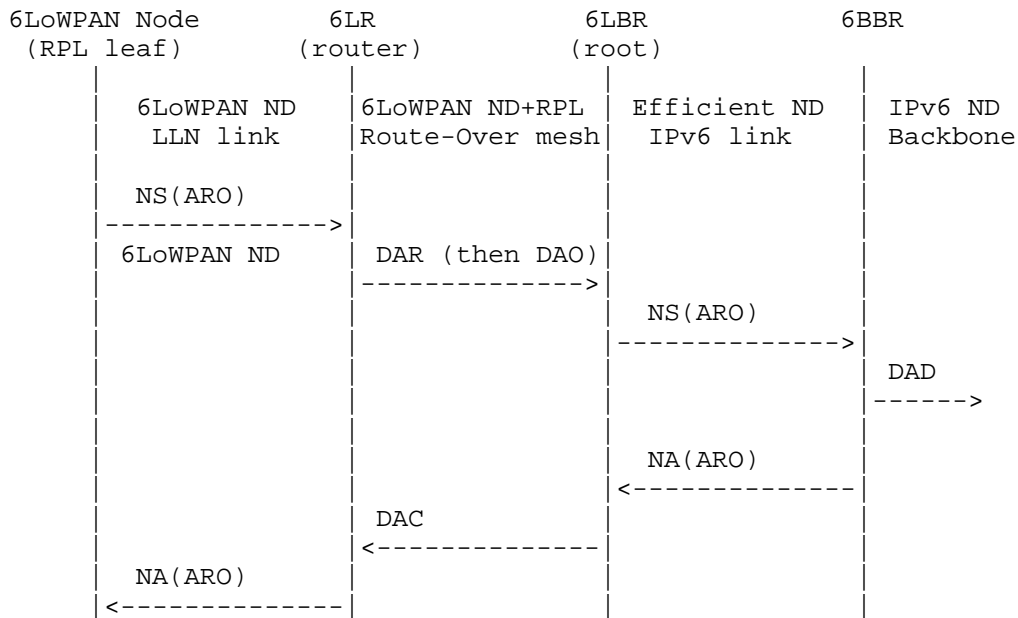 6LoWPAN Node 6LR 6LBR 6BBR
(RPL leaf) (router) (root)
6LoWPAN ND 6LoWPAN ND+RPL Efficient ND IPv6 ND
LLN link Route-Over mesh IPv6 link Backbone
NS(ARO)
6LoWPAN ND DAR (then DAO)
NS(ARO)
DAD
NA(ARO)
DAC
NA(ARO)